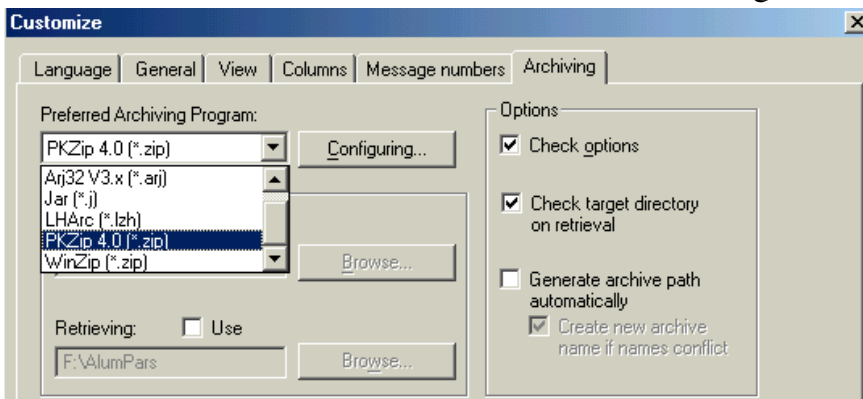 Customize
Language General View Columns Message numbers Archiving
Preferred Archiving Program:
PKZip 4.0 (*.zip)
Configuring...
Arj32 V3.x (*.arj)
Jar (*.j)
LHArc (*.lzh)
PKZip 4.0 (*.zip)
WinZip (*.zip)
Browse...
Retrieving:
Use
F:\AlumPars
Browse...
Options
Check options
Check target directory
on retrieval
Generate archive path
automatically
Create new archive
name if names conflict